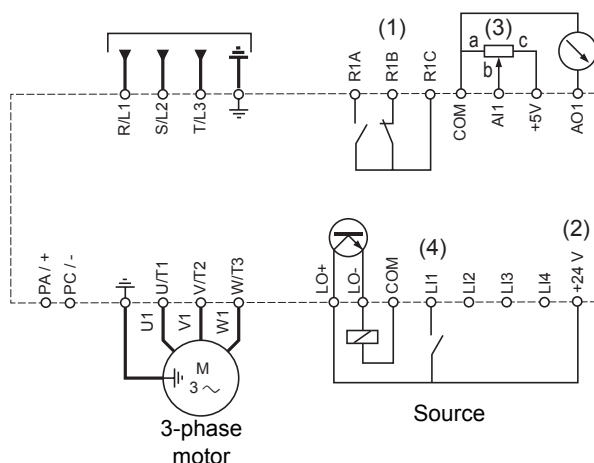 (1)
(3)
a
c
b
R/L1
S/L2
T/L3
R1A
R1B
R1C
COM
AI1
+5V
AO1
(4)
(2)
PA / +
PC / -
U/T1
V/T2
W/T3
LO+
LO-
COM
LI1
LI2
LI3
LI4
+24 V
U1
V1
W1
M
3
3-phase
motor
Source